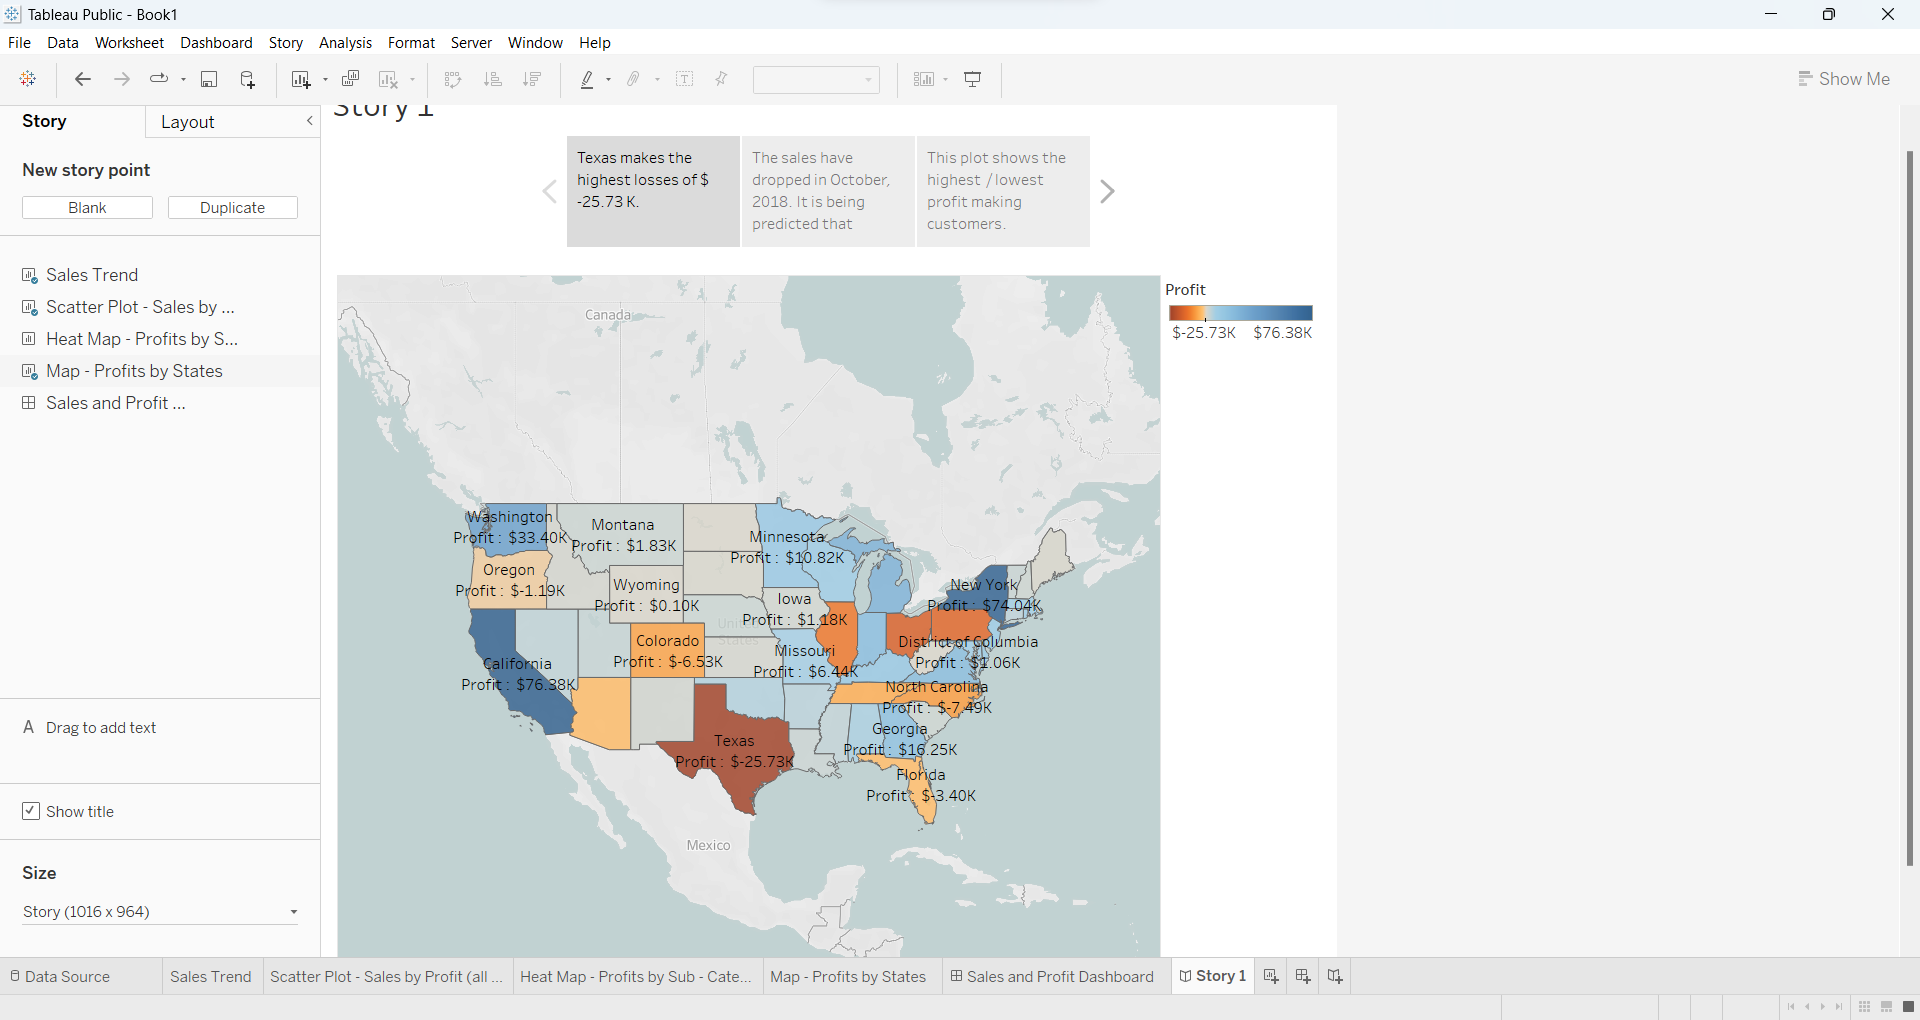 Tableau Public - Book1
File Data Worksheet Dashboard Story Analysis Format Server Window Help
Show Me
Story
Layout
New story point
Blank
Duplicate
Sales Trend
Scatter Plot - Sales by ...
Heat Map - Profits by S...
Map - Profits by States
Sales and Profit ...
A Drag to add text
Show title
Size
Story (1016 x 964)
Story 1
Texas makes the
highest losses of $
-25.73 K.
The sales have
dropped in October,
2018. It is being
predicted that
This plot shows the
highest / lowest
profit making
customers.
Profit
$-25.73K $76.38K
Canada
Washington
Profit : $33.40K
Montana
Profit : $1.83K
Minnesota
Profit : $10.82K
Oregon
Profit : $-1.19K
Wyoming
Profit : $0.10K
Iowa
Profit : $1.18K
New York
Profit : $74.04K
United
States
Colorado
Profit : $-6.53K
Missouri
Profit : $6.44K
District of Columbia
Profit : $1.06K
California
Profit : $76.38K
North Carolina
Profit : $-7.49K
Georgia
Profit : $16.25K
Texas
Profit : $-25.73K
Florida
Profit : $-3.40K
Mexico
Data Source
Sales Trend
Scatter Plot - Sales by Profit (all ...
Heat Map - Profits by Sub - Cate...
Map - Profits by States
Sales and Profit Dashboard
Story 1